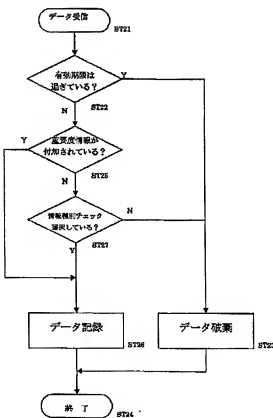 データ受信
ST21
有効期限は
過ぎている?
Y
N
ST22
Y
重要度情報が
付加されている?
N
ST25
情報種別チェック
選択している?
N
Y
ST27
データ記録
データ破棄
ST26
ST23
終了
ST24